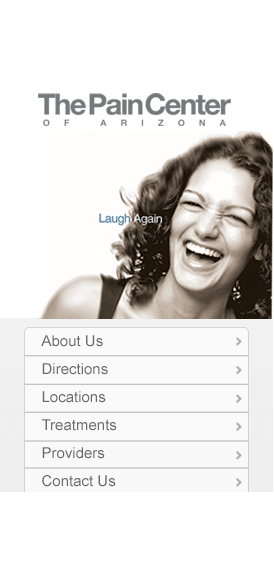 The Pain Center
OF ARIZONA
Laugh Again
About Us
Directions
Locations
Treatments
Providers
Contact Us